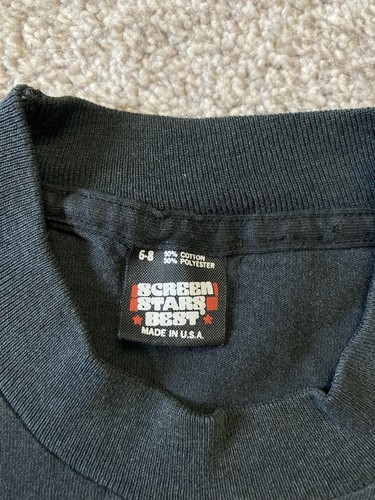 6-8 50% COTTON
50% POLYESTER
SCREEN
STARS
BEST
MADE IN U.S.A.